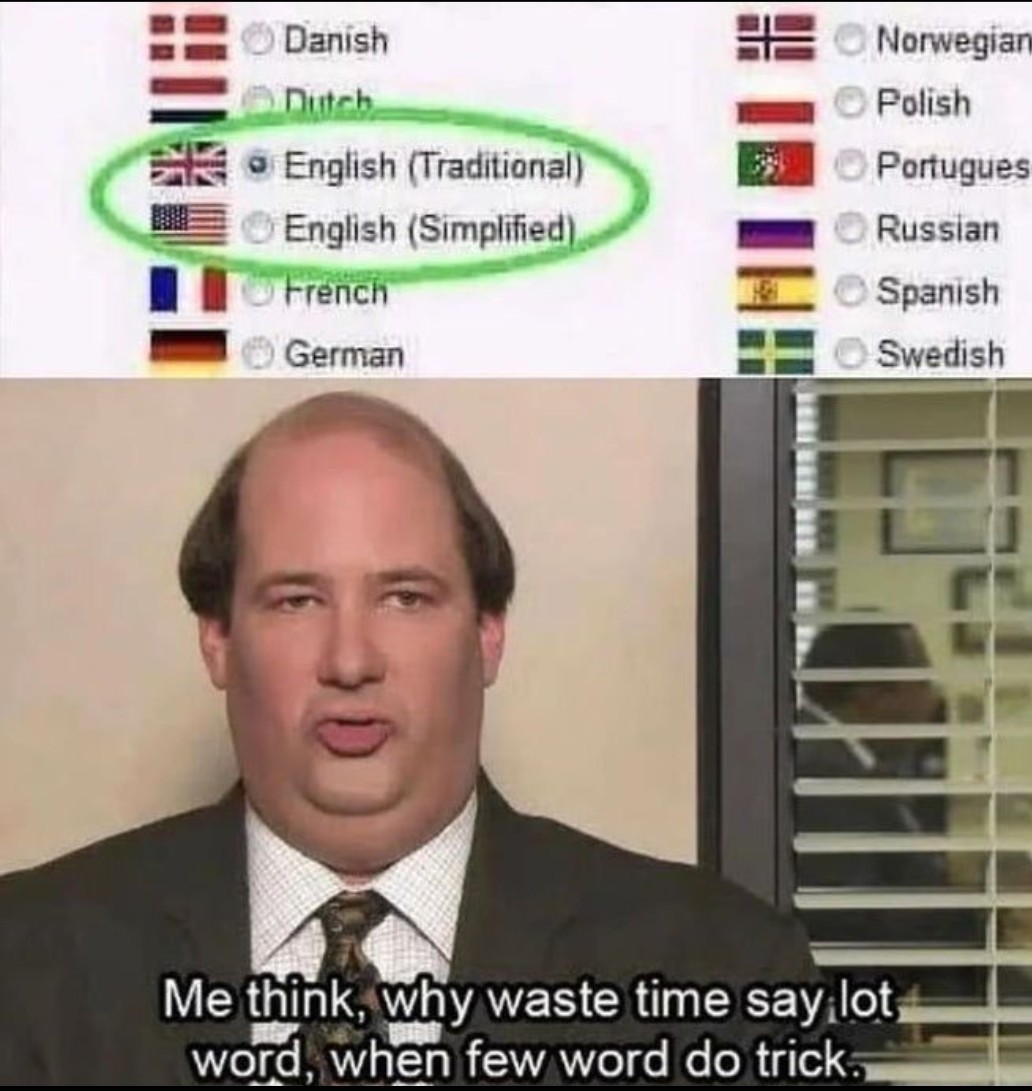 Danish
Dutch
English (Traditional)
English (Simplified)
French
German
Norwegian
Polish
Portugues
Russian
Spanish
Swedish
Me think, why waste time say lot
word, when few word do trick.